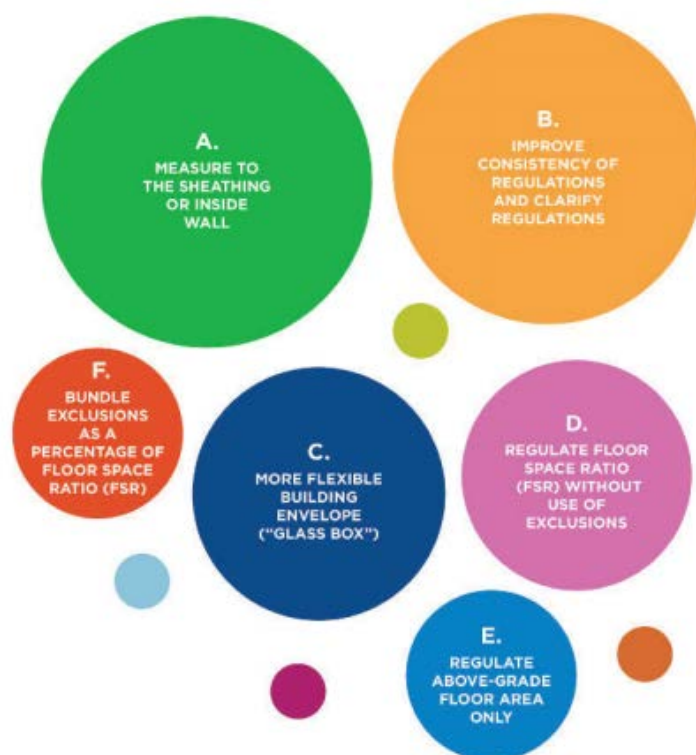 A.
MEASURE TO
THE SHEATHING
OR INSIDE
WALL
B.
IMPROVE
CONSISTENCY OF
REGULATIONS
AND CLARIFY
REGULATIONS
F.
BUNDLE
EXCLUSIONS
AS A
PERCENTAGE OF
FLOOR SPACE
RATIO (FSR)
C.
MORE FLEXIBLE
BUILDING
ENVELOPE
("GLASS BOX")
D.
REGULATE FLOOR
SPACE RATIO
(FSR) WITHOUT
USE OF
EXCLUSIONS
E.
REGULATE
ABOVE-GRADE
FLOOR AREA
ONLY